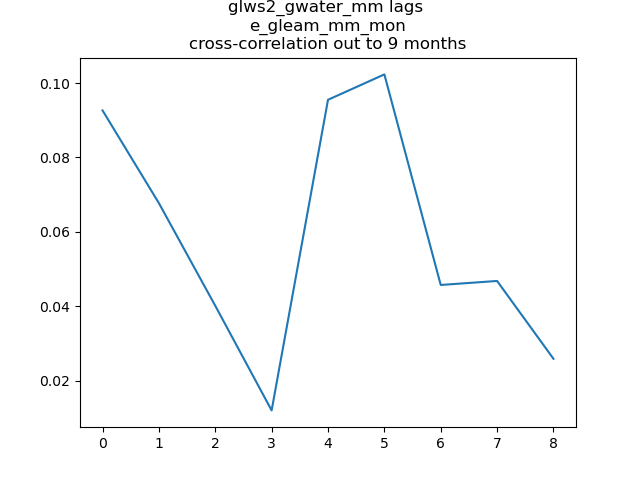 glws2_gwater_mm lags
e_gleam_mm_mon
cross-correlation out to 9 months
0.10
0.08
0.06
0.04
0.02
0 1 2 3 4 5 6 7 8